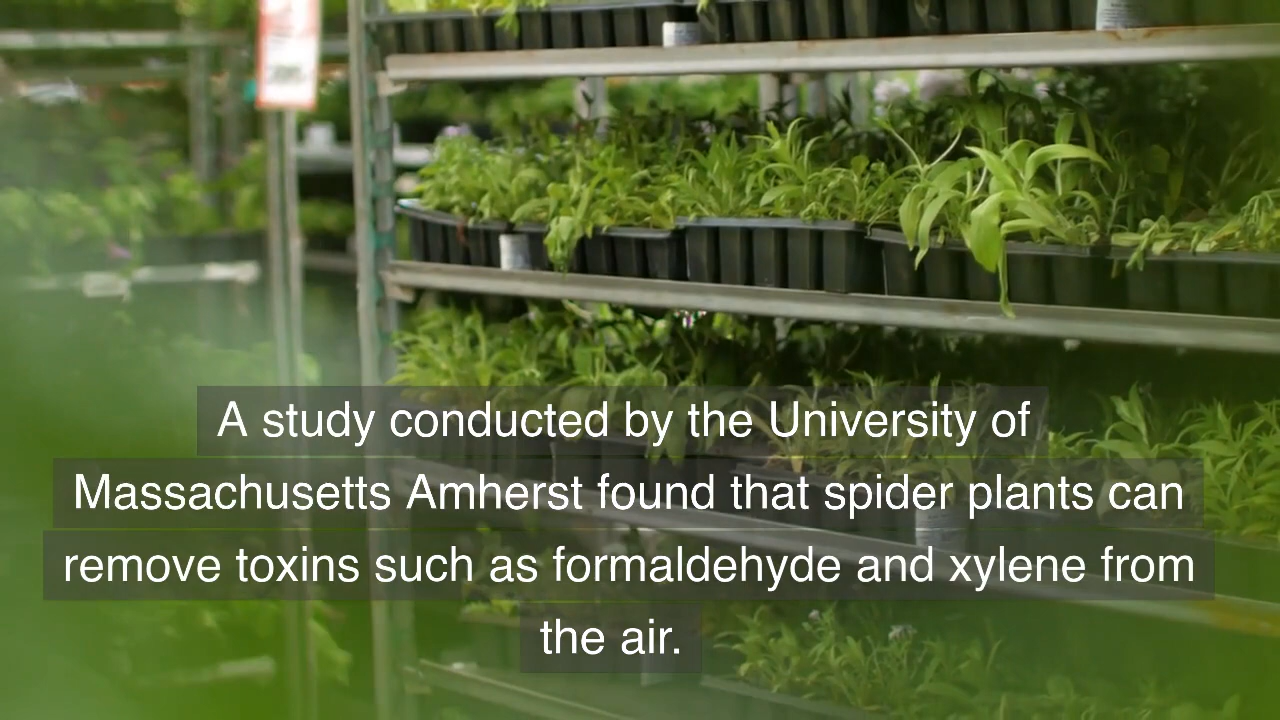 A study conducted by the University of
Massachusetts Amherst found that spider plants can
remove toxins such as formaldehyde and xylene from
the air.